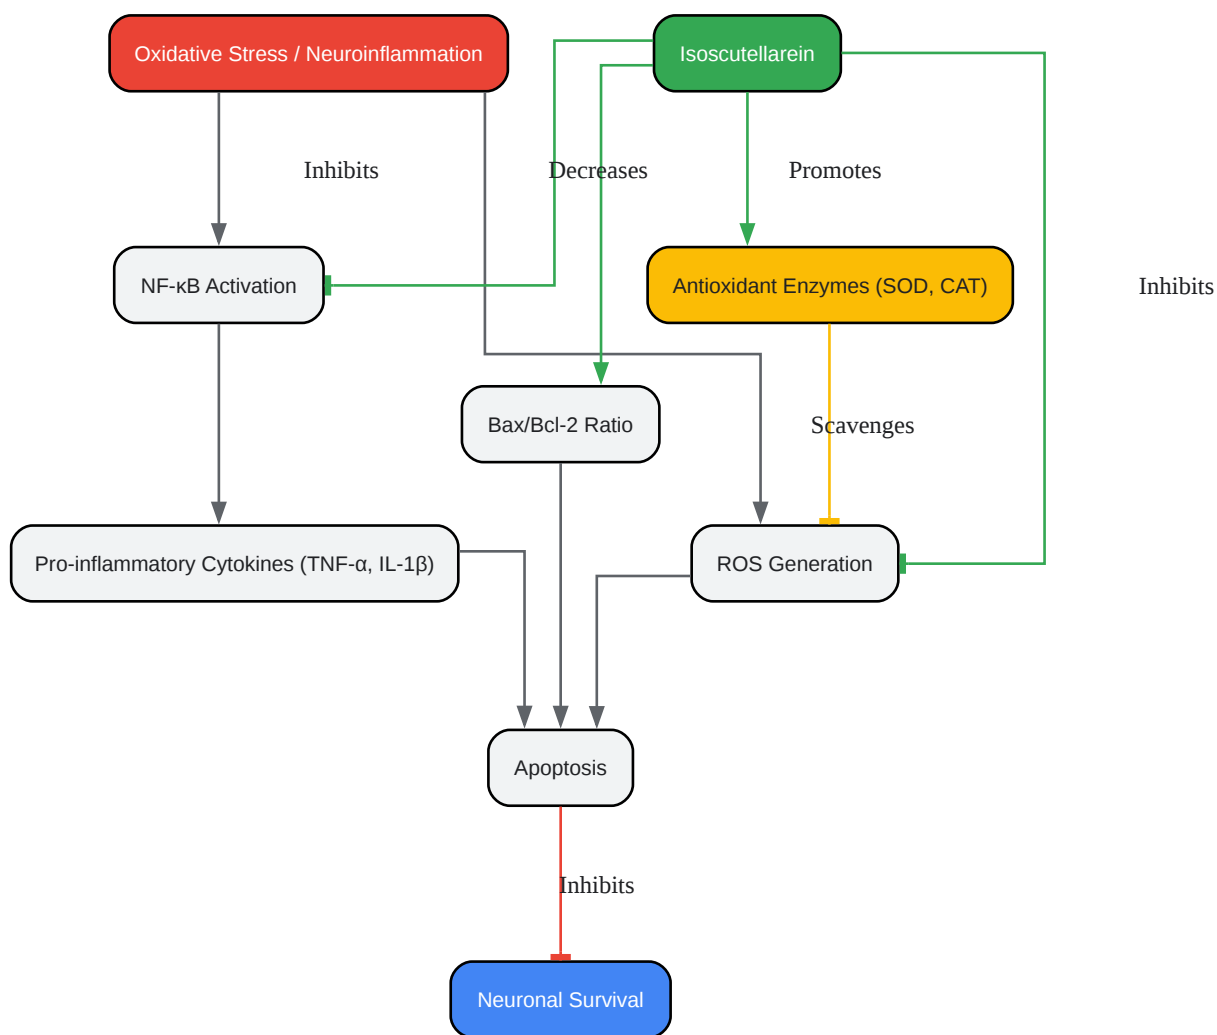 Oxidative Stress / Neuroinflammation
Isoscutellarein
Inhibits
Decreases
Promotes
NF-κB Activation
Antioxidant Enzymes (SOD, CAT)
Inhibits
Bax/Bcl-2 Ratio
Scavenges
Pro-inflammatory Cytokines (TNF-α, IL-1β)
ROS Generation
Apoptosis
Inhibits
Neuronal Survival